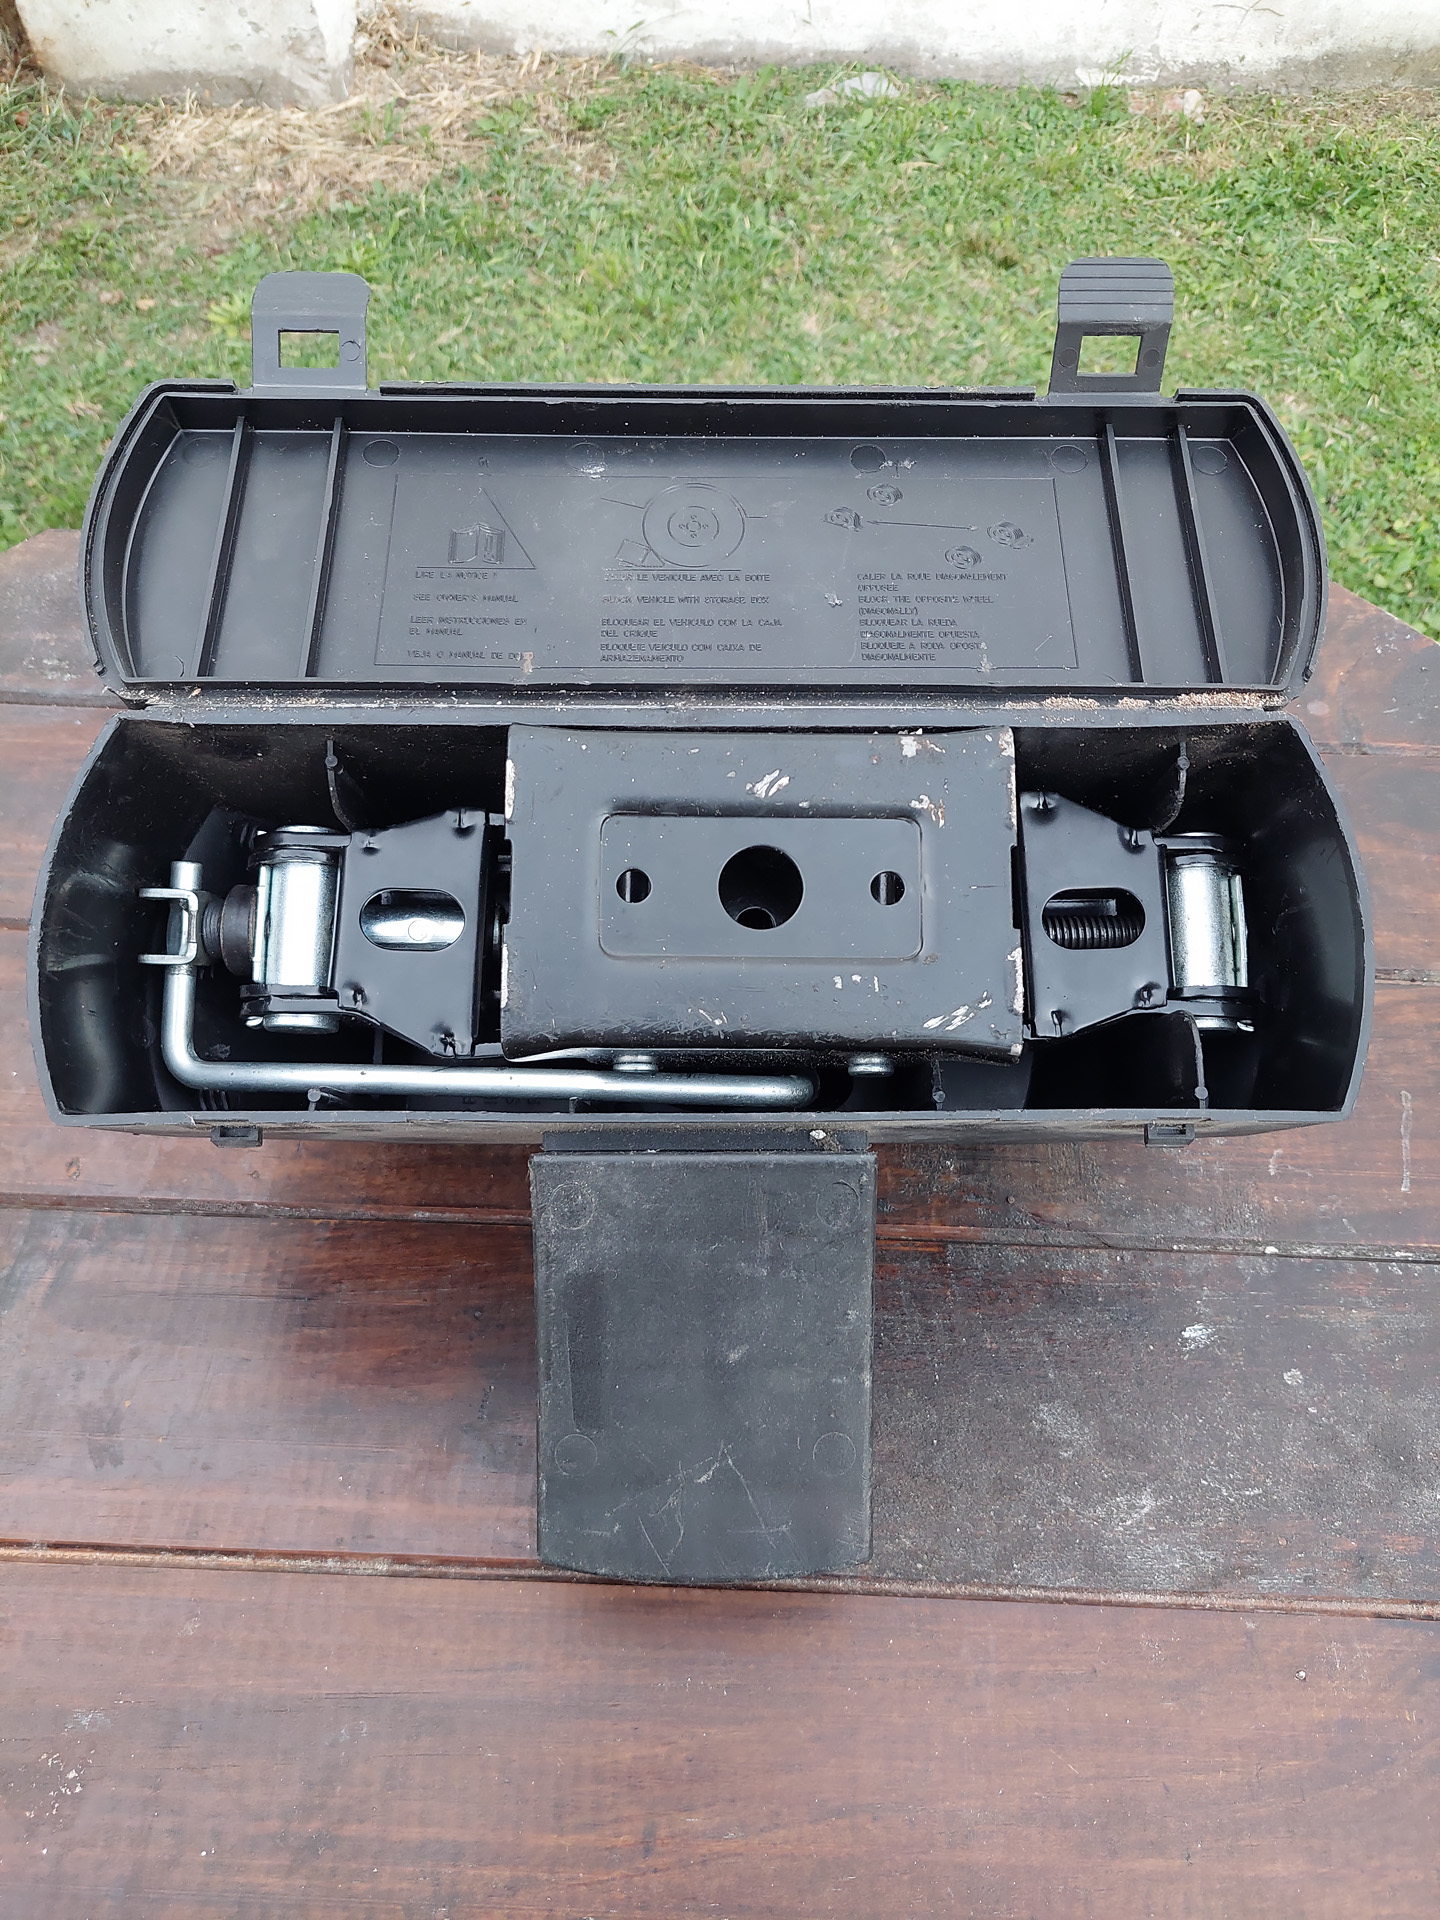 LIRE LA NOTICE !
SEE OWNER'S MANUAL
LEER INSTRUCCIONES EN
EL MANUAL
VEJA O MANUAL DE
LE VEHICULE AVEC LA BOITE
BLOCK VEHICLE WITH STORAGE BOX
BLOQUEAR EL VEHICULO CON LA CAJA
DEL CRIQUE
BLOQUEIE VEICULO COM CAIXA DE
ARMAZENAMENTO
CALER LA ROUE DIAGONALEMENT
OPPOSEE
BLOCK THE OPPOSITE WHEEL
(DIAGONALLY)
BLOQUEAR LA RUEDA
DIAGONALMENTE OPUESTA
BLOQUEIE A RODA OPOSTA
DIAGONALMENTE